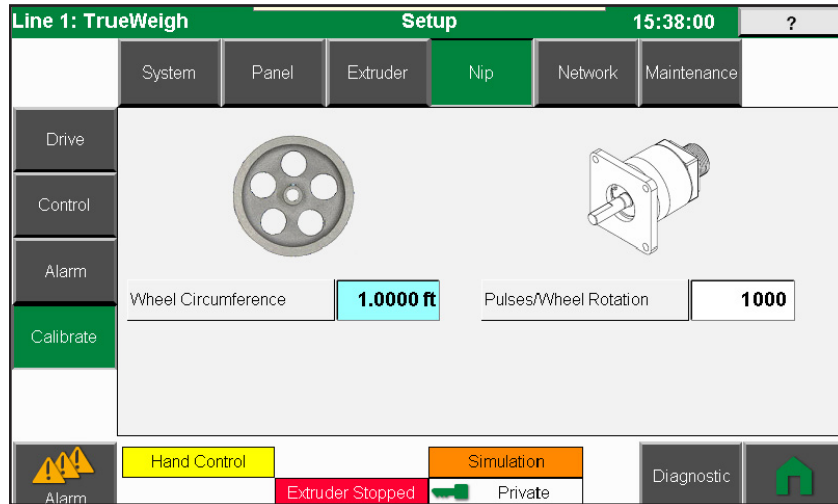 Line 1: TrueWeigh Setup 15:38:00 ?
System Panel Extruder Nip Network Maintenance
Drive
Control
Alarm
Wheel Circumference 1.0000 ft Pulses/Wheel Rotation 1000
Calibrate
Hand Control Simulation
Diagnostic
Alarm Extruder Stopped Private